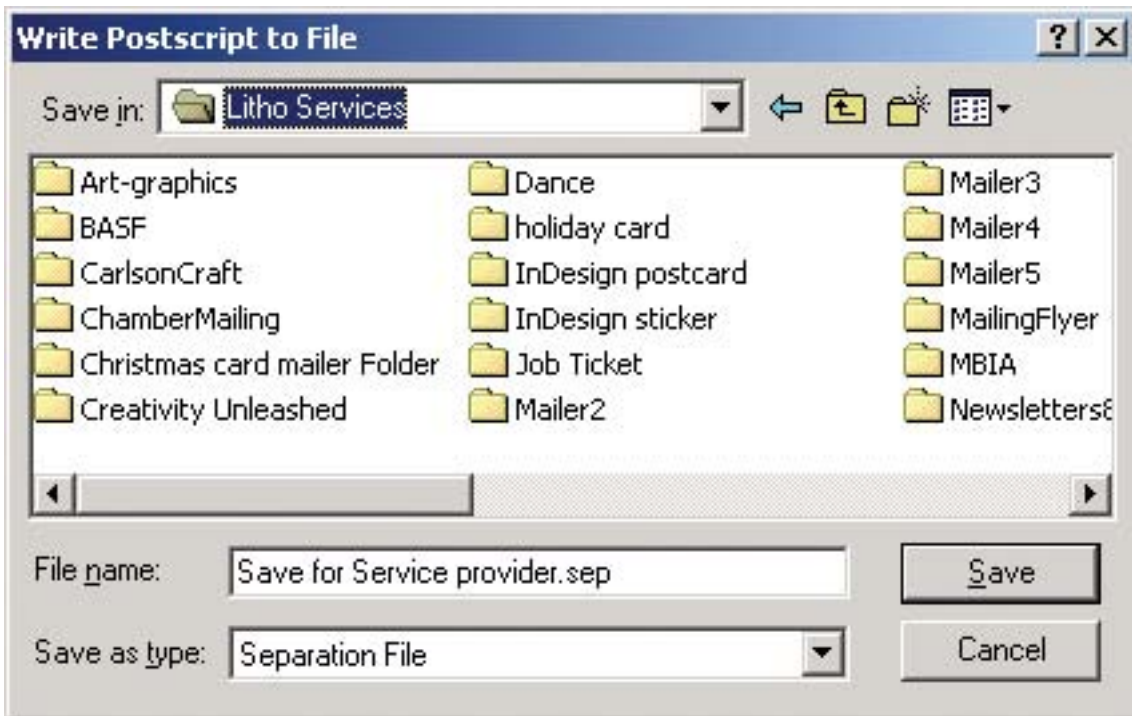 Write Postscript to File
Save in: Litho Services
Art-graphics Dance Mailer3
BASF holiday card Mailer4
CarlsonCraft InDesign postcard Mailer5
ChamberMailing InDesign sticker MailingFlyer
Christmas card mailer Folder Job Ticket MBIA
Creativity Unleashed Mailer2 Newsletters8
File name: Save for Service provider.sep Save
Save as type: Separation File Cancel